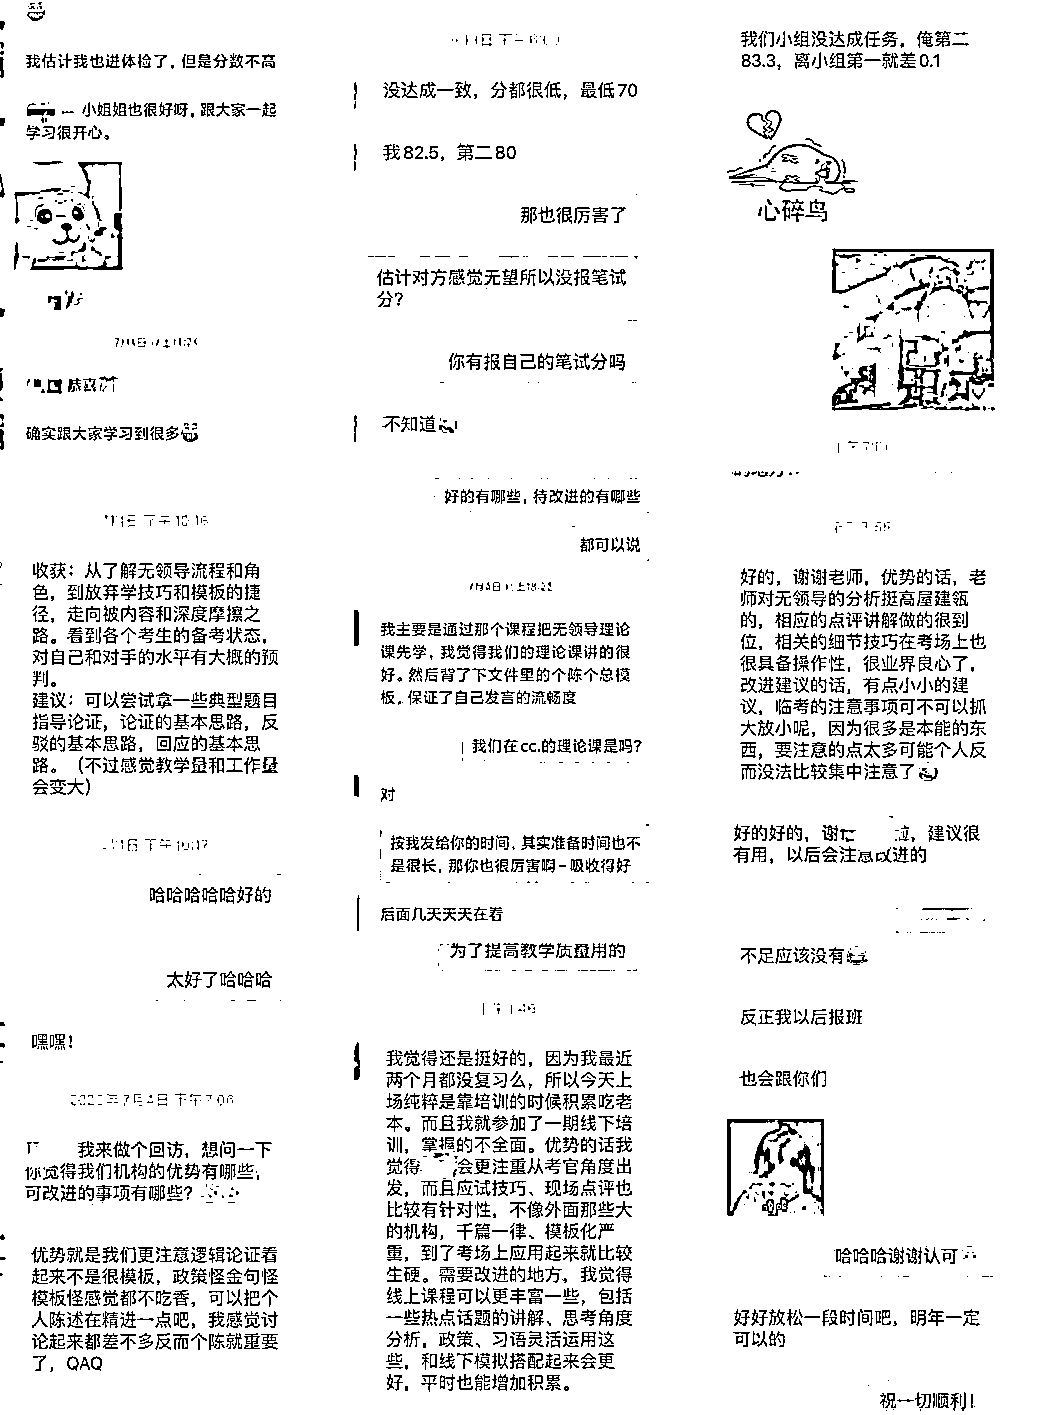 我估计我也进体检了，但是分数不高
小姐姐也很好呀，跟大家一起
学习很开心。
恭喜
确实跟大家学习到很多
下午10:16
收获：从了解无领导流程和角
色，到放弃学技巧和模板的捷
径，走向被内容和深度摩擦之
路。看到各个考生的备考状态，
对自己和对手的水平有大概的预
判。
建议：可以尝试拿一些典型题目
指导论证，论证的基本思路，反
驳的基本思路，回应的基本思
路。（不过感觉教学量和工作量
会变大）
下午10:17
哈哈哈哈哈好的
太好了哈哈哈
嘿嘿！
2020年7月4日 下午7:06
我来做个回访，想问一下
你觉得我们机构的优势有哪些，
可改进的事项有哪些？
优势就是我们更注意逻辑论证看
起来不是很模板，政策怪金句怪
模板怪感觉都不吃香，可以把个
人陈述在精进一点吧，我感觉讨
论起来都差不多反而个陈就重要
了，QAQ
没达成一致，分都很低，最低70
我82.5，第二80
那也很厉害了
估计对方感觉无望所以没报笔试
分？
你有报自己的笔试分吗
不知道
好的有哪些，待改进的有哪些
都可以说
我主要是通过那个课程把无领导理论
课先学，我觉得我们的理论课讲的很
好。然后背了下文件里的个陈个总模
板，保证了自己发言的流畅度
我们在cc.的理论课是吗？
对
按我发给你的时间，其实准备时间也不
是很长，那你也很厉害啊-吸收得好
后面几天天天在看
为了提高教学质量用的
我觉得还是挺好的，因为我最近
两个月都没复习么，所以今天上
场纯粹是靠培训的时候积累吃老
本。而且我就参加了一期线下培
训，掌握的不全面。优势的话我
觉得 会更注重从考官角度出
发，而且应试技巧、现场点评也
比较有针对性，不像外面那些大
的机构，千篇一律、模板化严
重，到了考场上应用起来就比较
生硬。需要改进的地方，我觉得
线上课程可以更丰富一些，包括
一些热点话题的讲解、思考角度
分析，政策、习语灵活运用这
些，和线下模拟搭配起来会更
好，平时也能增加积累。
我们小组没达成任务，俺第二
83.3，离小组第一就差0.1
心碎鸟
好的，谢谢老师，优势的话，老
师对无领导的分析挺高屋建瓴
的，相应的点评讲解做的很到
位，相关的细节技巧在考场上也
很具备操作性，很业界良心了，
改进建议的话，有点小小的建
议，临考的注意事项可不可以抓
大放小呢，因为很多是本能的东
西，要注意的点太多可能个人反
而没法比较集中注意了
好的好的，谢 ，建议很
有用，以后会注意改进的
不足应该没有
反正我以后报班
也会跟你们
哈哈哈谢谢认可
好好放松一段时间吧，明年一定
可以的
祝一切顺利！